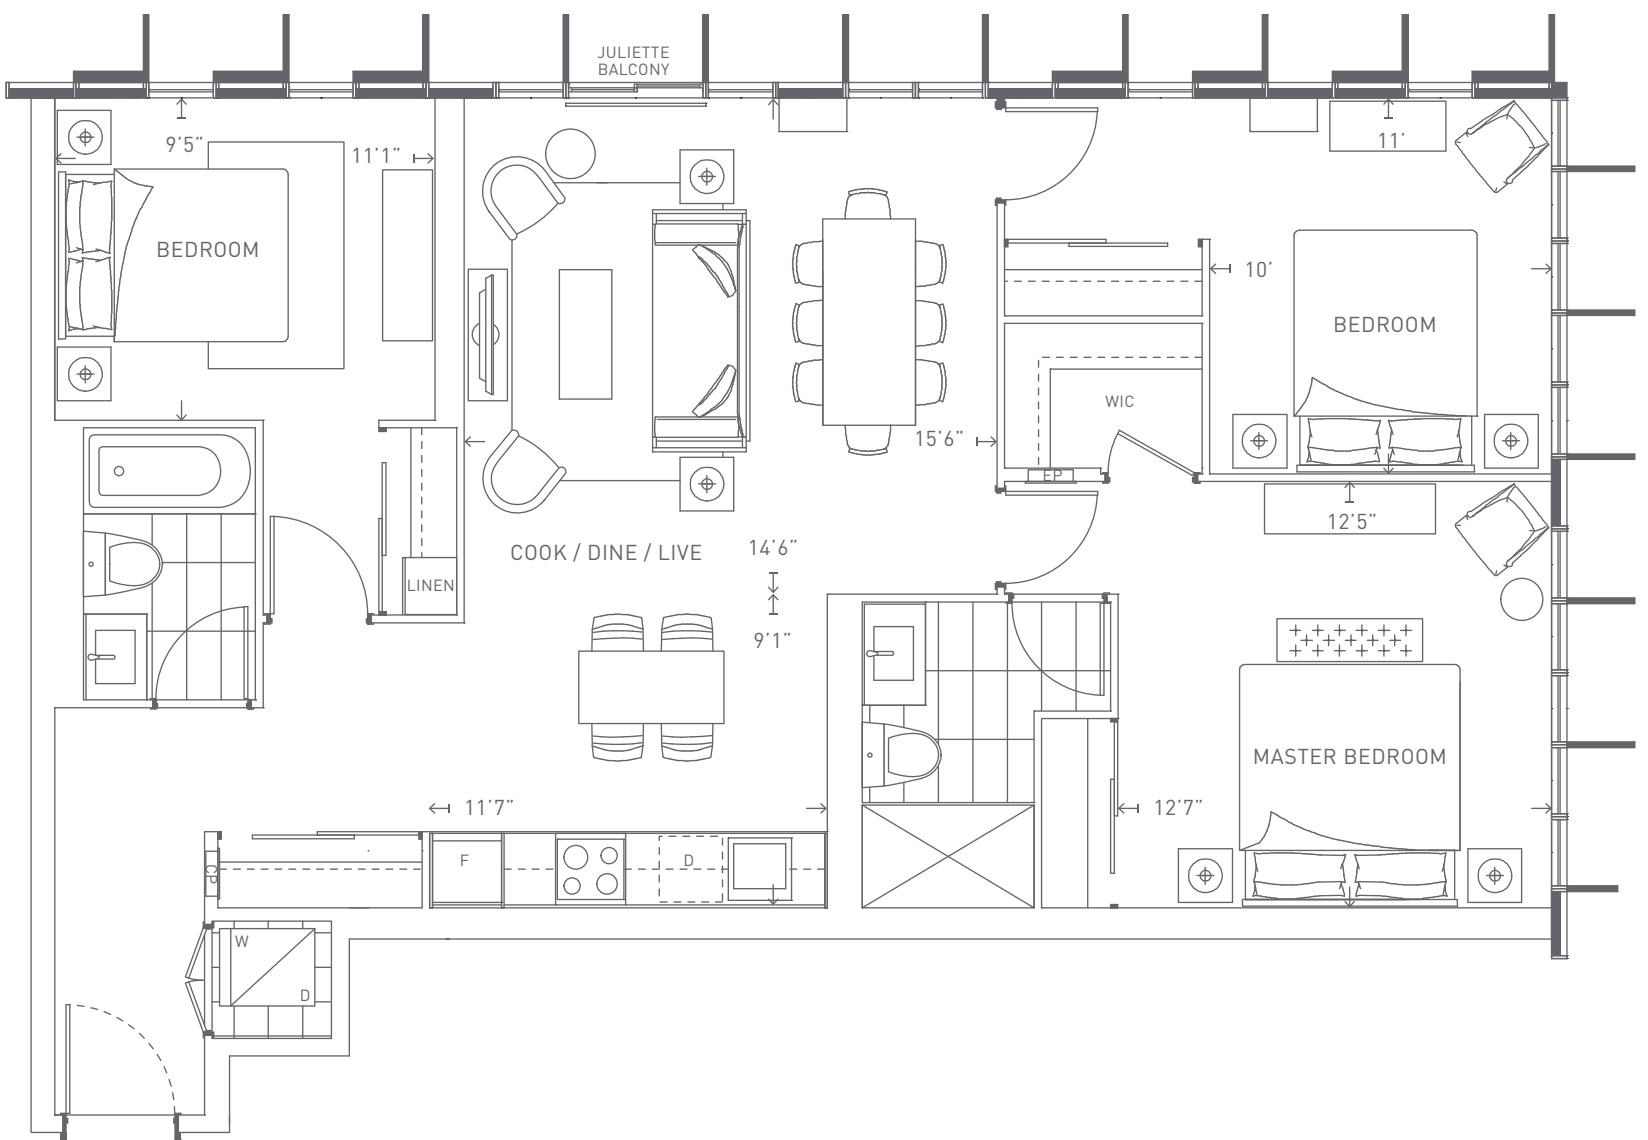 JULIETTE
BALCONY
9'5"
11'1"
11'
BEDROOM
10'
BEDROOM
WIC
15'6"
EP
12'5"
COOK / DINE / LIVE
14'6"
LINEN
9'1"
MASTER BEDROOM
11'7"
12'7"
F
D
CP
W
D